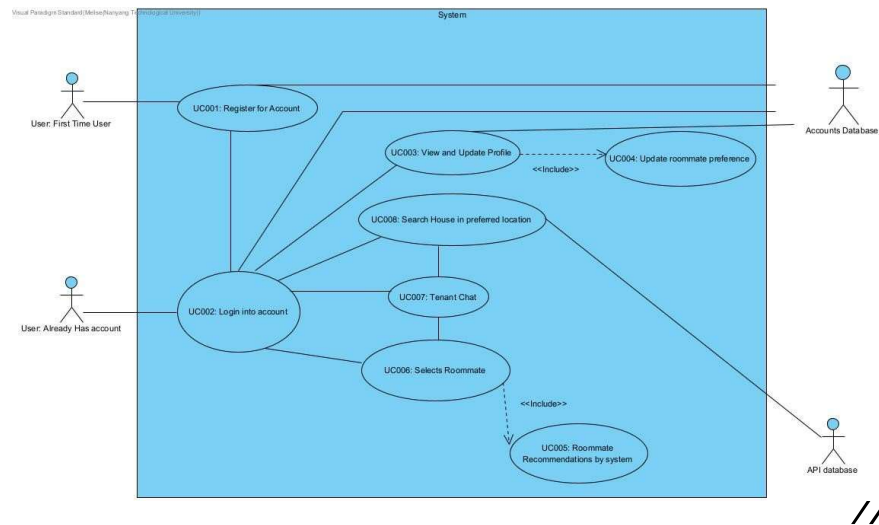 Visual Paradigm Standard(Melise(Nanyang Technological University))
System
UC001: Register for Account
User: First Time User
Accounts Database
UC003: View and Update Profile
<<Include>>
UC004: Update roommate preference
UC008: Search House in preferred location
UC007: Tenant Chat
UC002: Login into account
User: Already Has account
UC006: Selects Roommate
<<Include>>
UC005: Roommate
Recommendations by system
API database
//